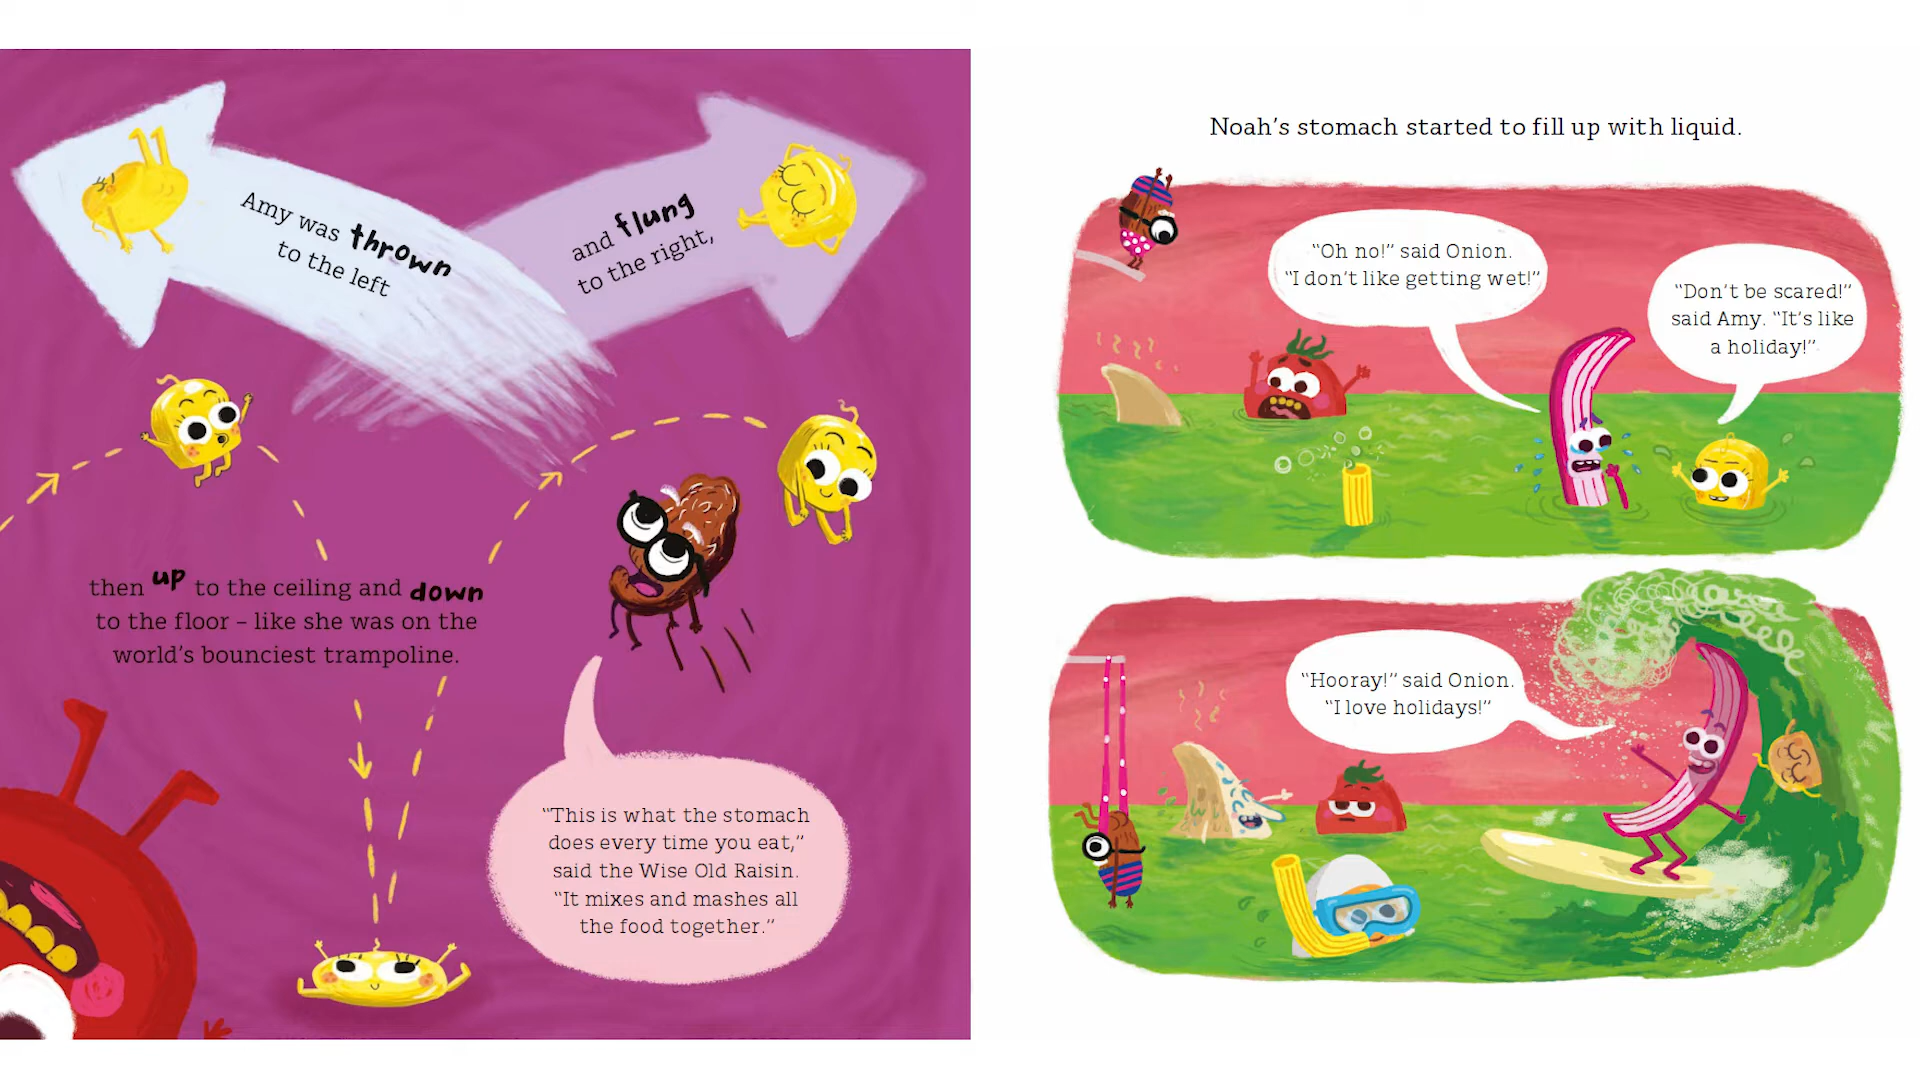 Amy was thrown
to the left
and flung
to the right,
then up to the ceiling and down
to the floor – like she was on the
world’s bounciest trampoline.
“This is what the stomach
does every time you eat,”
said the Wise Old Raisin.
“It mixes and mashes all
the food together.”
Noah’s stomach started to fill up with liquid.
“Oh no!” said Onion.
“I don’t like getting wet!”
“Don’t be scared!”
said Amy. “It’s like
a holiday!”
“Hooray!” said Onion.
“I love holidays!”